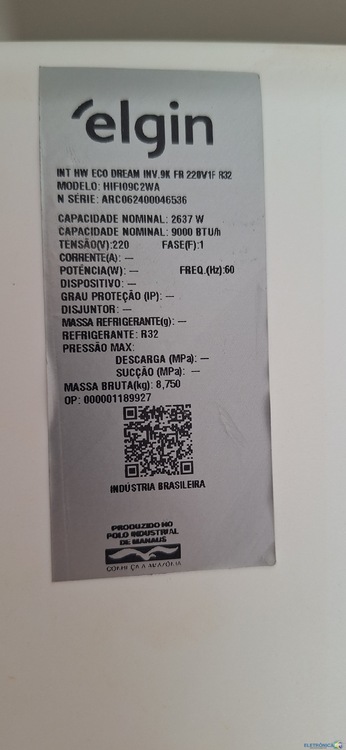 elgin
INT HW ECO DREAM INV.9K FR 220V1F R32
MODELO: HIFI09C2WA
N SÉRIE: ARC062400046536
CAPACIDADE NOMINAL: 2637 W
CAPACIDADE NOMINAL: 9000 BTU/h
TENSÃO(V):220 FASE(F):1
CORRENTE(A): ---
POTÊNCIA(W): --- FREQ.(Hz):60
DISPOSITIVO: ---
GRAU PROTEÇÃO (IP): ---
DISJUNTOR: ---
MASSA REFRIGERANTE(g): ---
REFRIGERANTE: R32
PRESSÃO MAX:
DESCARGA (MPa): ---
SUCÇÃO (MPa): ---
MASSA BRUTA(kg): 8,750
OP: 000001189927
INDÚSTRIA BRASILEIRA
PRODUZIDO NO
POLO INDUSTRIAL
DE MANAUS
CONHEÇA A AMAZÔNIA